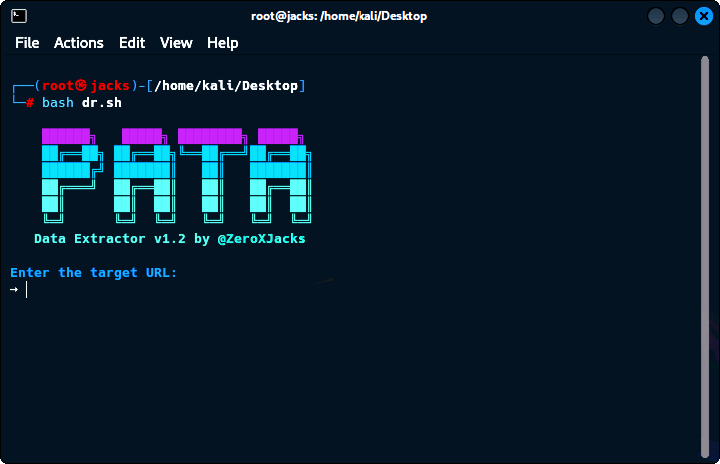 root@jacks: /home/kali/Desktop
File Actions Edit View Help
┌──(root㉿jacks)-[/home/kali/Desktop]
└─# bash dr.sh
PATA
Data Extractor v1.2 by @ZeroXJacks
Enter the target URL:
→